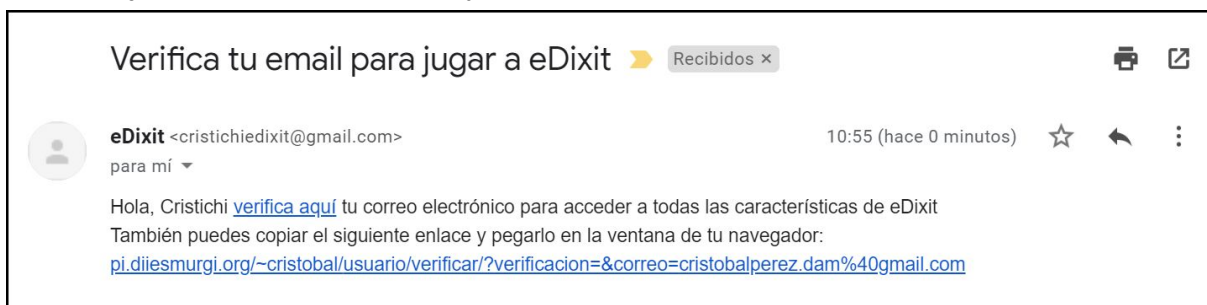 Verifica tu email para jugar a eDixit Recibidos ×
eDixit <cristichiedixit@gmail.com> 10:55 (hace 0 minutos)
para mí
Hola, Cristichi verifica aquí tu correo electrónico para acceder a todas las características de eDixit
También puedes copiar el siguiente enlace y pegarlo en la ventana de tu navegador:
pi.diiesmurgi.org/~cristobal/usuario/verificar/?verificacion=&correo=cristobalperez.dam%40gmail.com